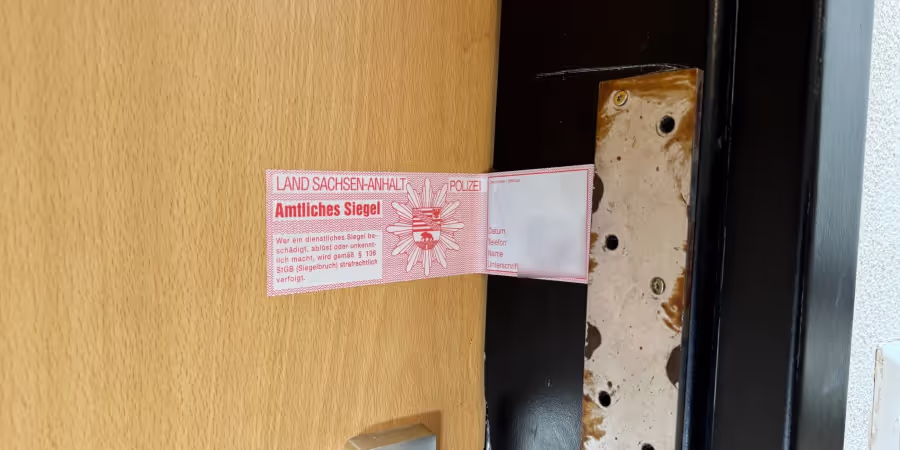 LAND SACHSEN-ANHALT POLIZEI
Amtliches Siegel
Wer ein dienstliches Siegel be-
schädigt, ablöst oder unkennt-
lich macht, wird gemäß § 136
StGB (Siegelbruch) strafrechtlich
verfolgt.
Datum
Telefon
Name
Unterschrift